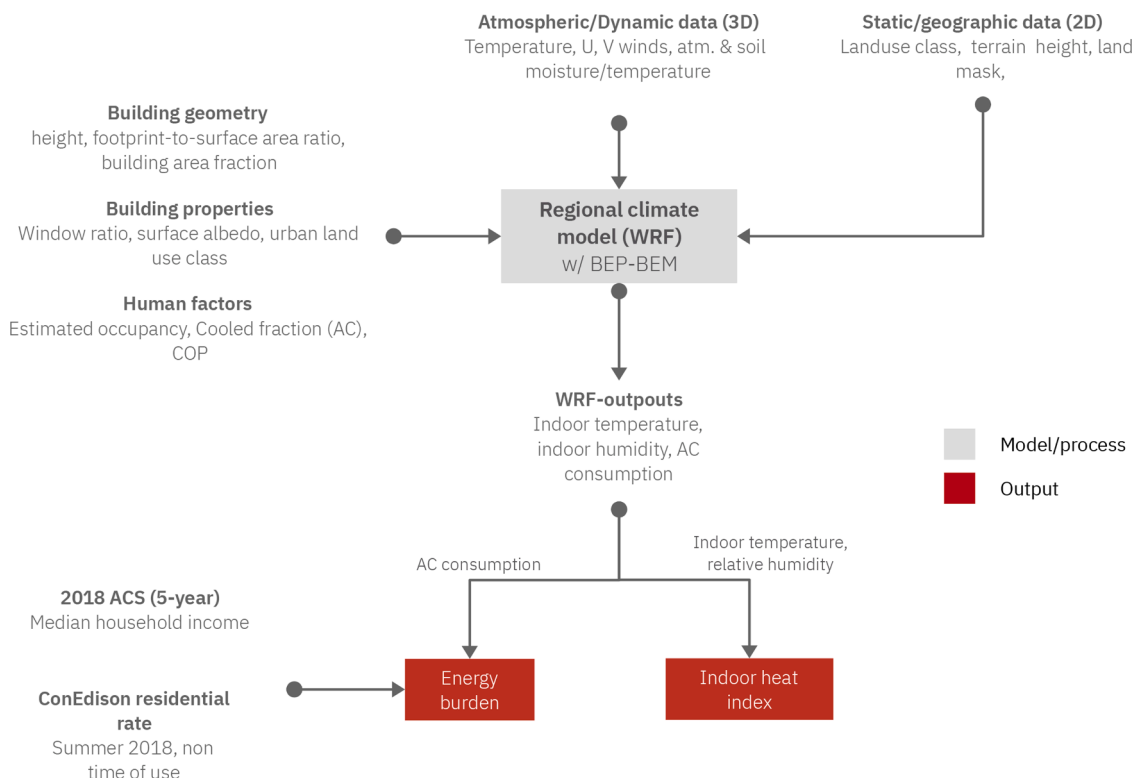 Atmospheric/Dynamic data (3D)
Temperature, U, V winds, atm. & soil
moisture/temperature
Static/geographic data (2D)
Landuse class, terrain height, land
mask,
Building geometry
height, footprint-to-surface area ratio,
building area fraction
Building properties
Window ratio, surface albedo, urban land
use class
Human factors
Estimated occupancy, Cooled fraction (AC),
COP
Regional climate
model (WRF)
w/ BEP-BEM
WRF-outpouts
Indoor temperature,
indoor humidity, AC
consumption
Model/process
Output
AC consumption
Indoor temperature,
relative humidity
2018 ACS (5-year)
Median household income
ConEdison residential
rate
Summer 2018, non
time of use
Energy
burden
Indoor heat
index